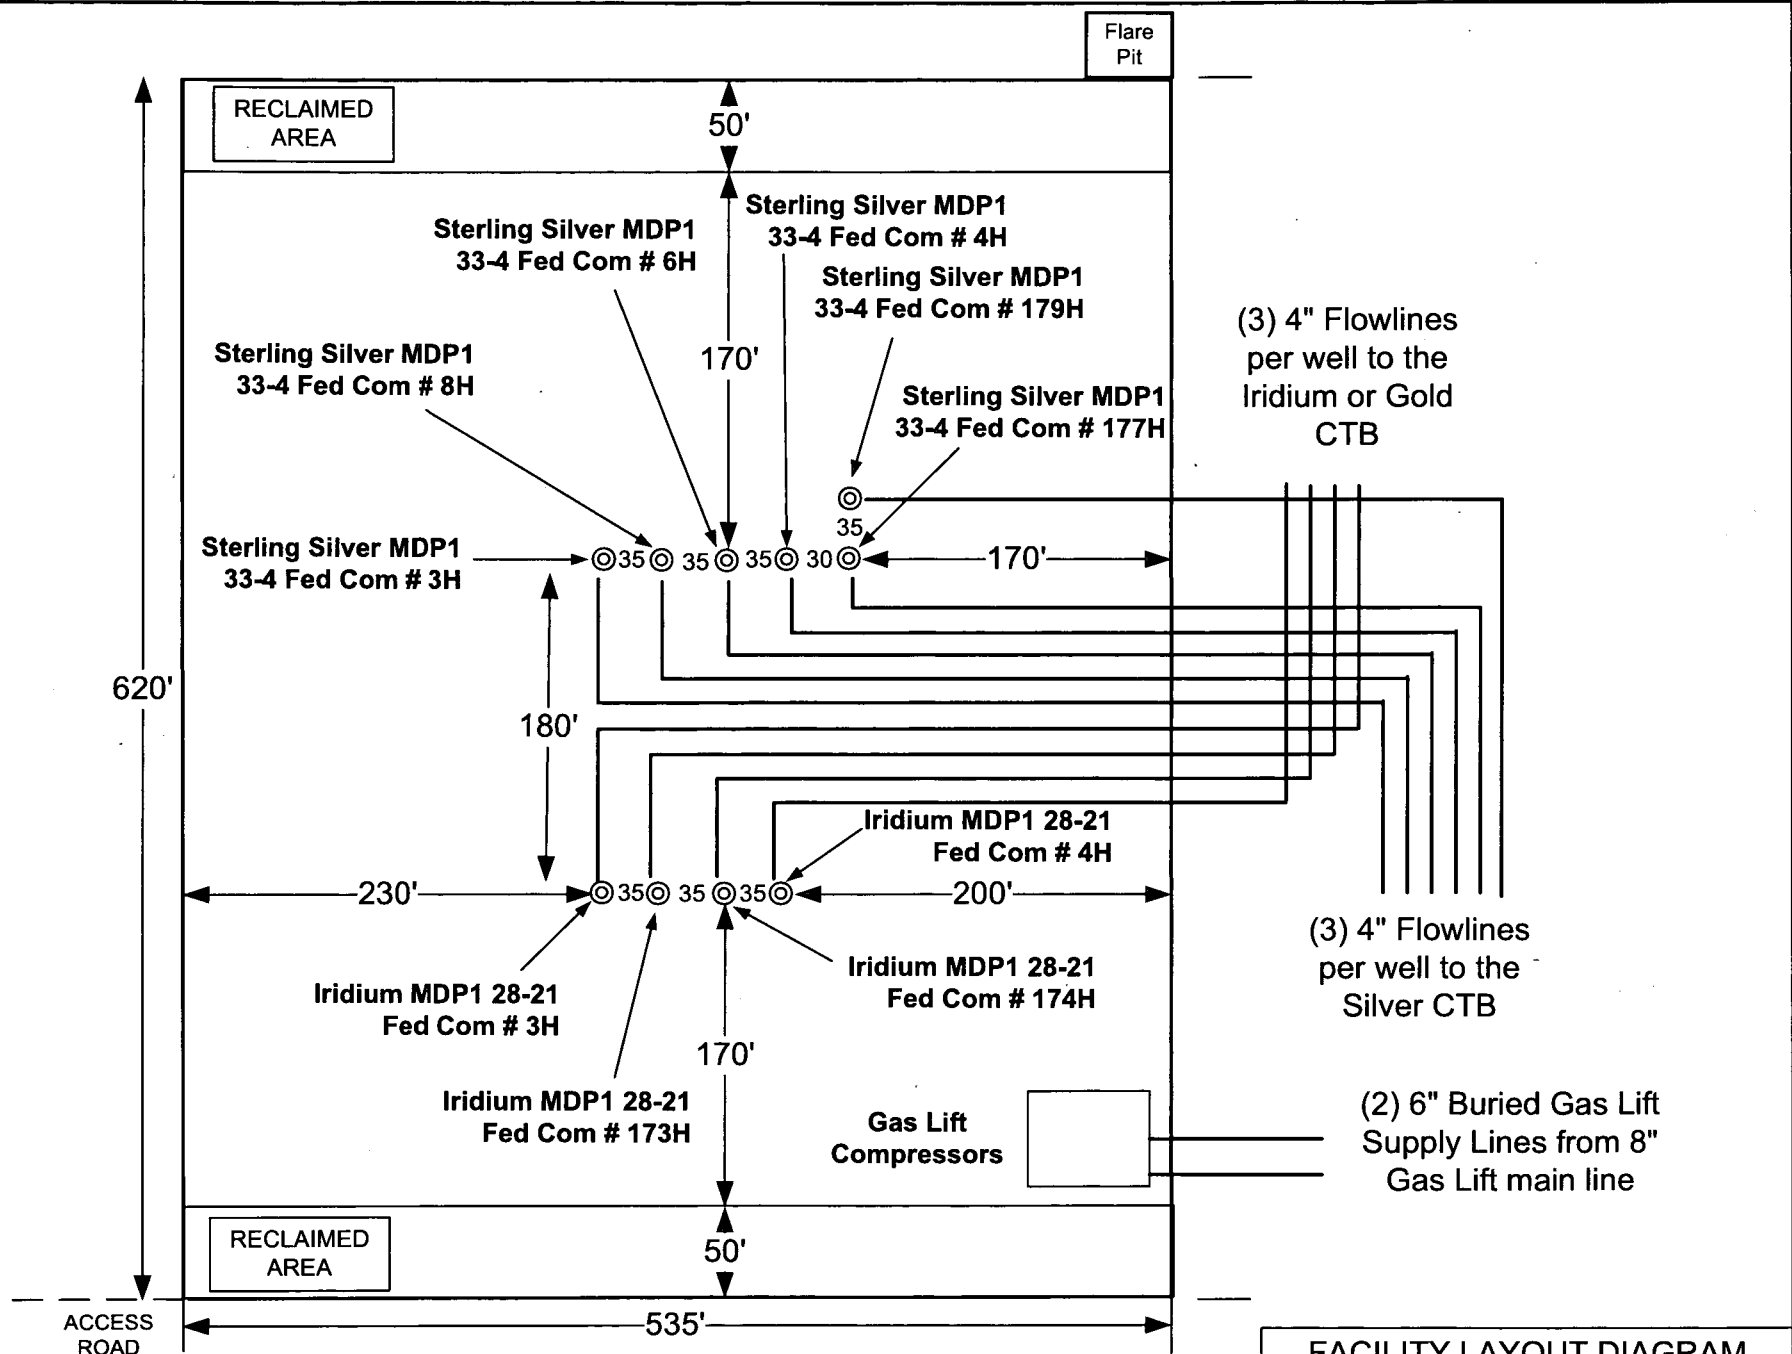 Flare
Pit
RECLAIMED
AREA
50'
Sterling Silver MDP1
33-4 Fed Com # 4H
Sterling Silver MDP1
33-4 Fed Com # 6H
Sterling Silver MDP1
33-4 Fed Com # 179H
(3) 4" Flowlines
per well to the
Iridium or Gold
CTB
170'
Sterling Silver MDP1
33-4 Fed Com # 8H
Sterling Silver MDP1
33-4 Fed Com # 177H
35
Sterling Silver MDP1
33-4 Fed Com # 3H
35 35 35 30 170'
620'
180'
Iridium MDP1 28-21
Fed Com # 4H
230' 35 35 35 200'
(3) 4" Flowlines
per well to the
Silver CTB
Iridium MDP1 28-21
Fed Com # 174H
Iridium MDP1 28-21
Fed Com # 3H
170'
Iridium MDP1 28-21
Fed Com # 173H
Gas Lift
Compressors
(2) 6" Buried Gas Lift
Supply Lines from 8"
Gas Lift main line
RECLAIMED
AREA
50'
ACCESS
ROAD
535'
FACILITY LAYOUT DIAGRAM